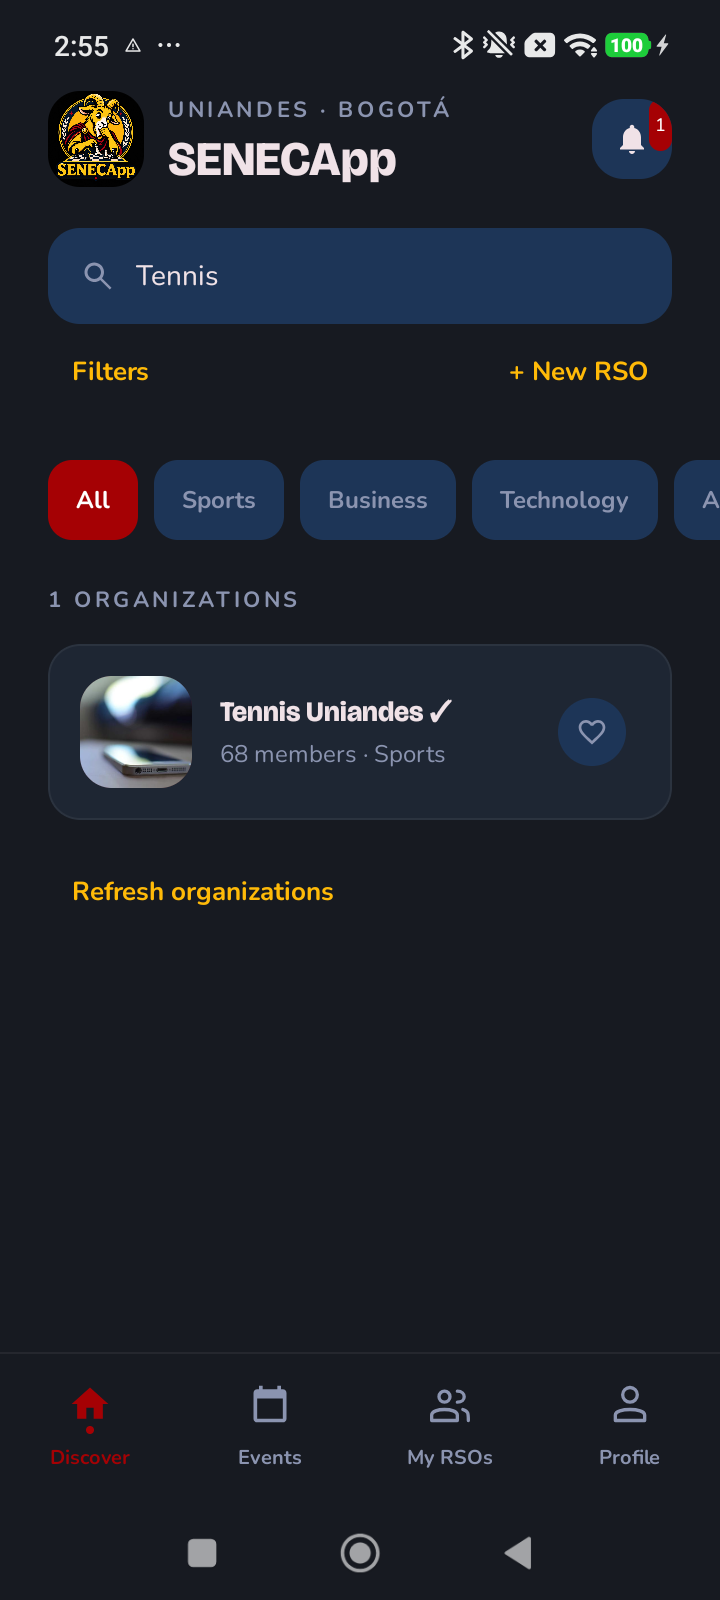 2:55
100
UNIANDES · BOGOTÁ
SENECApp
SENECApp
1
Tennis
Filters
+ New RSO
All
Sports
Business
Technology
A
1 ORGANIZATIONS
Tennis Uniandes ✓
68 members · Sports
Refresh organizations
Discover
Events
My RSOs
Profile